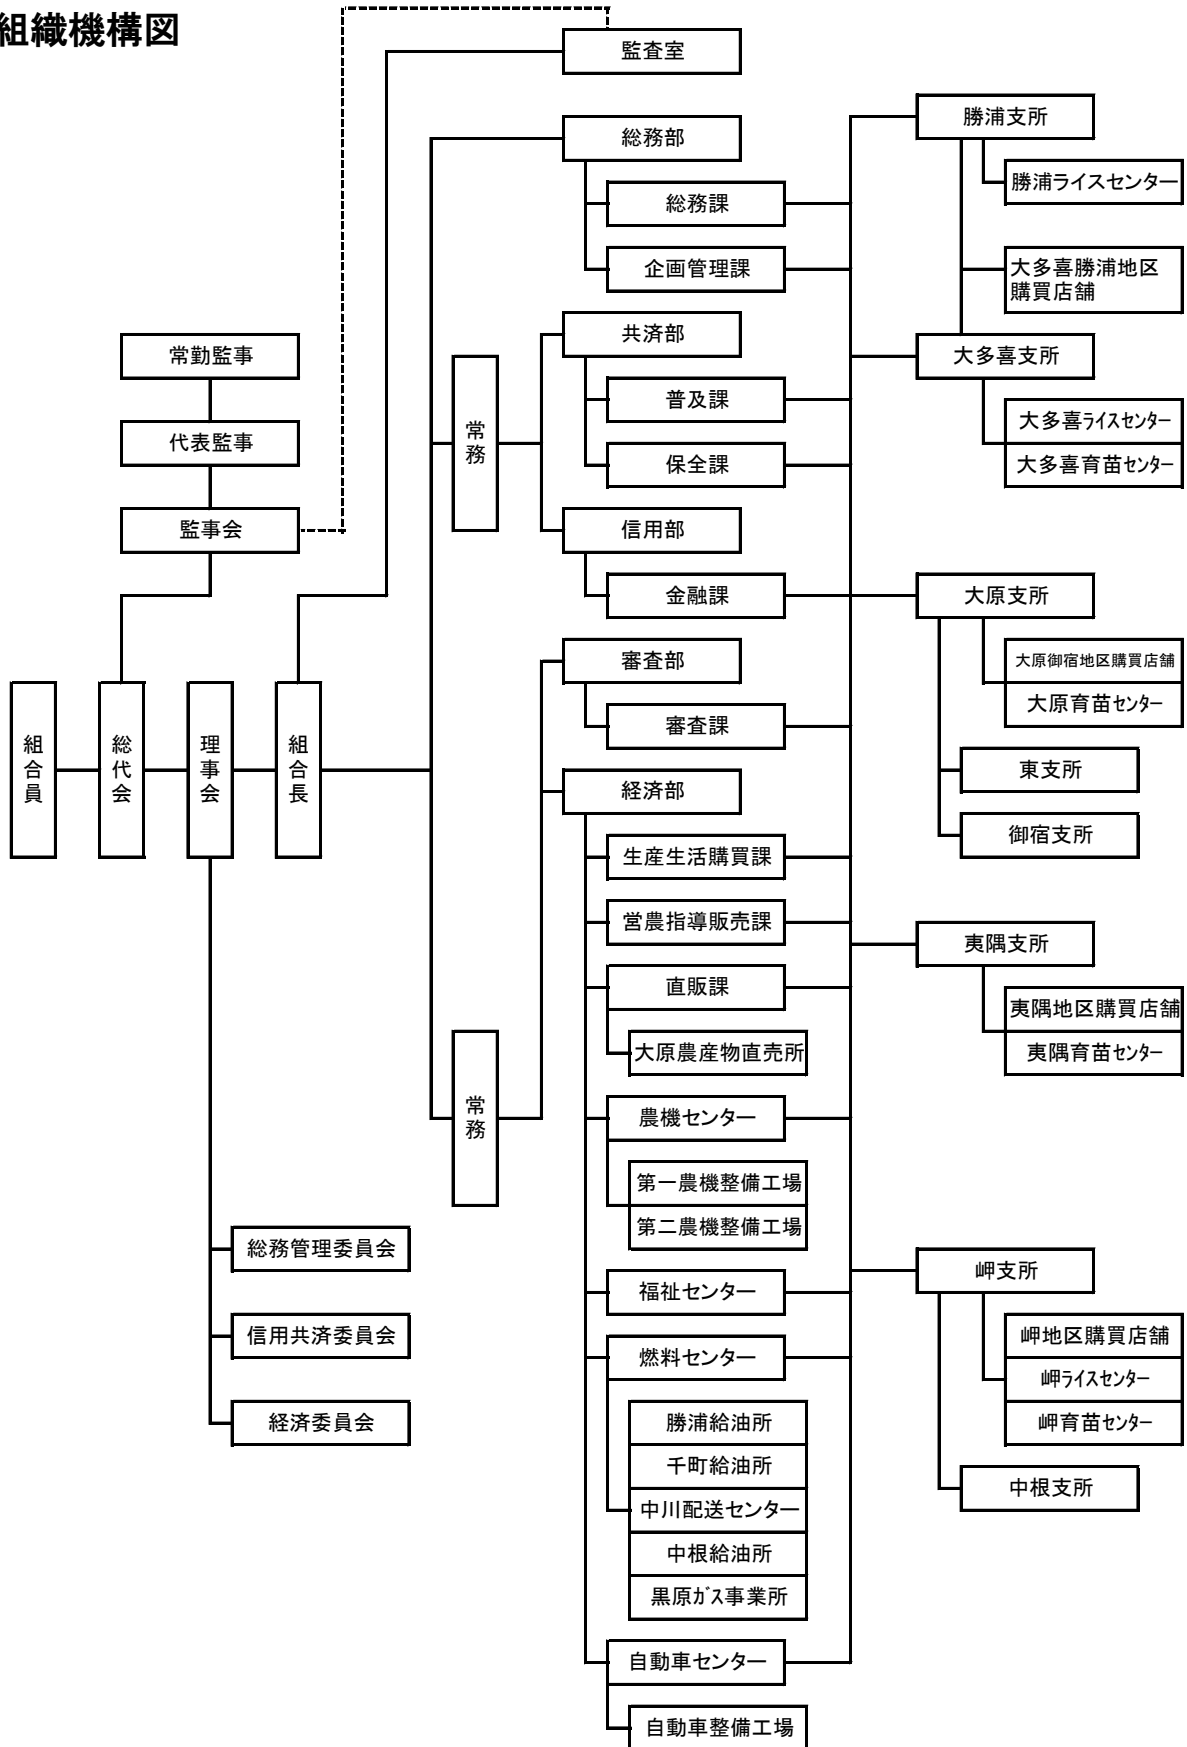 組織機構図
監査室
総務部
総務課
企画管理課
共済部
普及課
保全課
信用部
金融課
審査部
審査課
経済部
生産生活購買課
営農指導販売課
直販課
大原農産物直売所
農機センター
第一農機整備工場
第二農機整備工場
福祉センター
燃料センター
勝浦給油所
千町給油所
中川配送センター
中根給油所
黒原ガス事業所
自動車センター
自動車整備工場
常勤監事
代表監事
監事会
組合員
総代会
理事会
組合長
常務
常務
総務管理委員会
信用共済委員会
経済委員会
勝浦支所
勝浦ライスセンター
大多喜勝浦地区
購買店舗
大多喜支所
大多喜ライスセンター
大多喜育苗センター
大原支所
大原御宿地区購買店舗
大原育苗センター
東支所
御宿支所
夷隅支所
夷隅地区購買店舗
夷隅育苗センター
岬支所
岬地区購買店舗
岬ライスセンター
岬育苗センター
中根支所